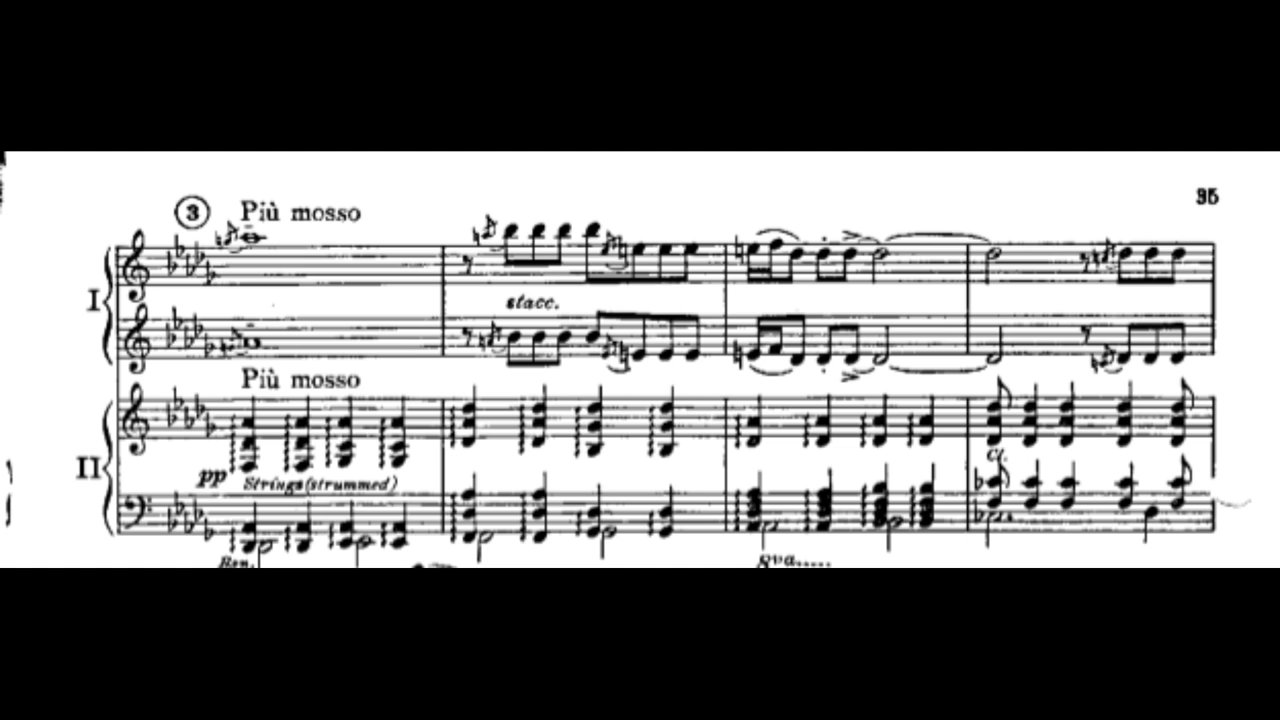 95
3 Più mosso
I
stacc.
Più mosso
II
pp Strings (strummed)
Cl.
8va.....